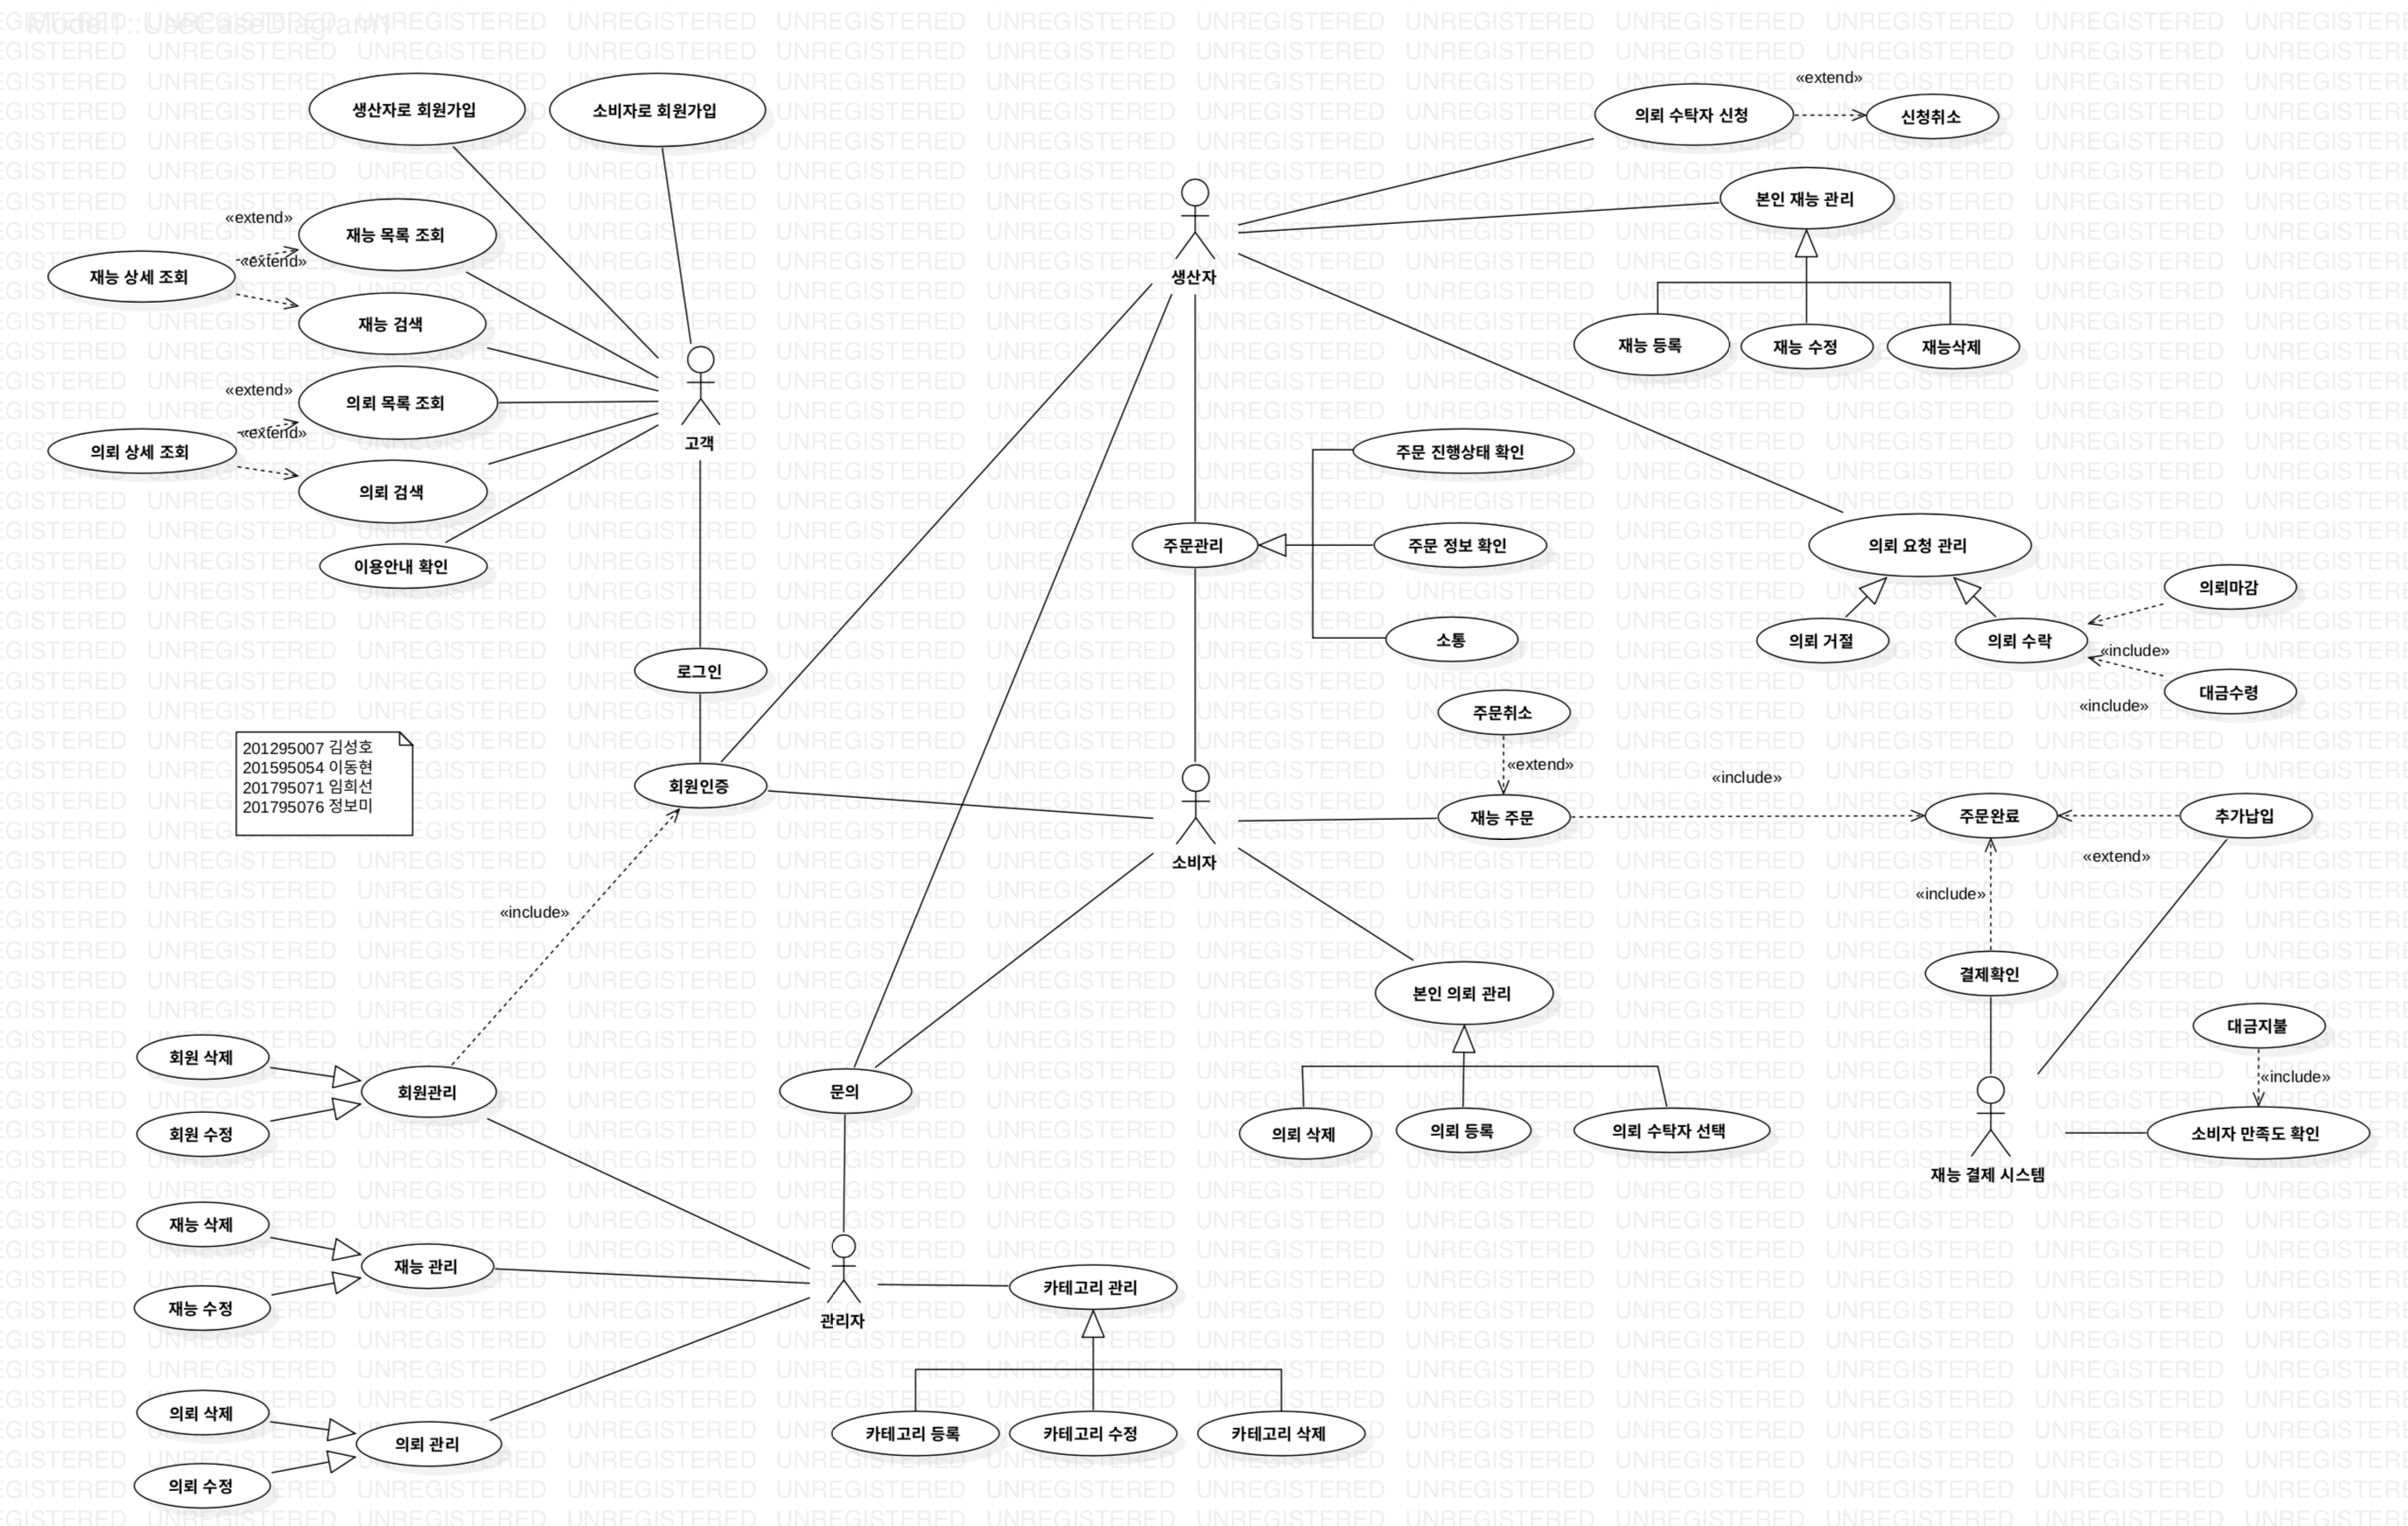 Model1::UseCaseDiagram1
생산자로 회원가입
소비자로 회원가입
«extend»
재능 목록 조회
재능 상세 조회
«extend»
재능 검색
«extend»
의뢰 목록 조회
의뢰 상세 조회
«extend»
의뢰 검색
이용안내 확인
고객
로그인
회원인증
201295007 김성호
201595054 이동현
201795071 임희선
201795076 정보미
«include»
생산자
«extend»
의뢰 수탁자 신청
신청취소
본인 재능 관리
재능 등록
재능 수정
재능삭제
주문 진행상태 확인
주문관리
주문 정보 확인
소통
의뢰 요청 관리
의뢰마감
의뢰 거절
의뢰 수락
«include»
대금수령
«include»
주문취소
«extend»
«include»
소비자
재능 주문
주문완료
추가납입
«extend»
«include»
결제확인
본인 의뢰 관리
의뢰 삭제
의뢰 등록
의뢰 수탁자 선택
대금지불
«include»
소비자 만족도 확인
재능 결제 시스템
회원 삭제
회원관리
회원 수정
문의
재능 삭제
재능 관리
재능 수정
관리자
카테고리 관리
카테고리 등록
카테고리 수정
카테고리 삭제
의뢰 삭제
의뢰 관리
의뢰 수정
UNREGISTERED